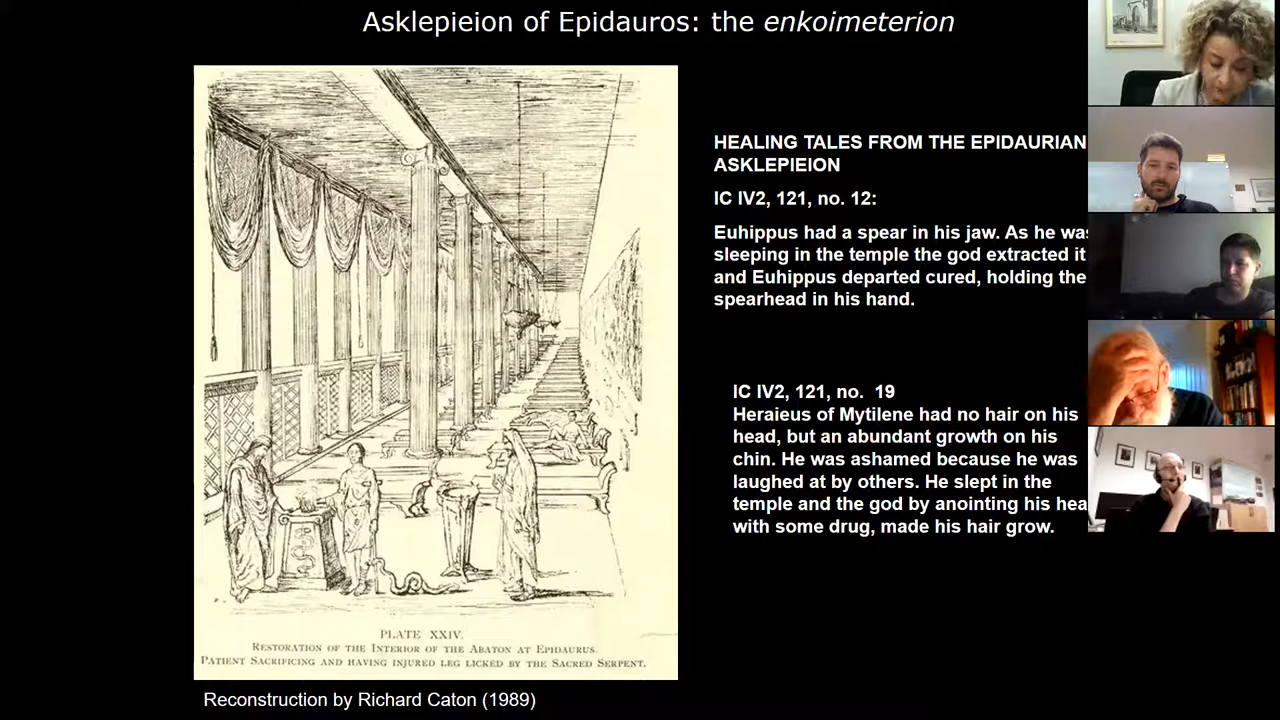 Asklepieion of Epidauros: the enkoimeterion
HEALING TALES FROM THE EPIDAURIAN
ASKLEPIEION
IC IV2, 121, no. 12:
Euhippus had a spear in his jaw. As he was
sleeping in the temple the god extracted it
and Euhippus departed cured, holding the
spearhead in his hand.
IC IV2, 121, no. 19
Heraieus of Mytilene had no hair on his
head, but an abundant growth on his
chin. He was ashamed because he was
laughed at by others. He slept in the
temple and the god by anointing his hea
with some drug, made his hair grow.
PLATE XXIV.
RESTORATION OF THE INTERIOR OF THE ABATON AT EPIDAURUS.
PATIENT SACRIFICING AND HAVING INJURED LEG LICKED BY THE SACRED SERPENT.
Reconstruction by Richard Caton (1989)